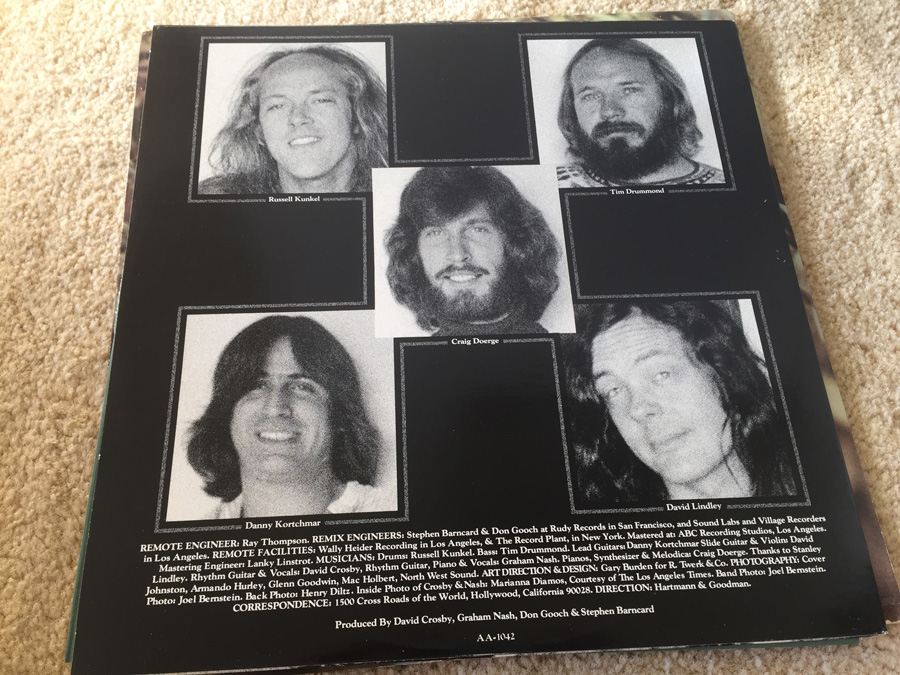 Russell Kunkel
Tim Drummond
Craig Doerge
Danny Kortchmar
David Lindley
REMOTE ENGINEER: Ray Thompson. REMIX ENGINEERS: Stephen Barncard & Don Gooch at Rudy Records in San Francisco, and Sound Labs and Village Recorders
in Los Angeles. REMOTE FACILITIES: Wally Heider Recording in Los Angeles, & The Record Plant, in New York. Mastered at: ABC Recording Studios, Los Angeles.
Mastering Engineer: Lanky Linstrot. MUSICIANS: Drums: Russell Kunkel. Bass: Tim Drummond. Lead Guitar: Danny Kortchmar Slide Guitar & Violin: David
Lindley. Rhythm Guitar & Vocals: David Crosby, Rhythm Guitar, Piano & Vocals: Graham Nash. Pianos, Synthesizer & Melodica: Craig Doerge. Thanks to Stanley
Johnston, Armando Hurley, Glenn Goodwin, Mac Holbert, North West Sound. ART DIRECTION & DESIGN: Gary Burden for R. Twerk & Co. PHOTOGRAPHY: Cover
Photo: Joel Bernstein. Back Photo: Henry Diltz. Inside Photo of Crosby & Nash: Marianna Diamos, Courtesy of The Los Angeles Times. Band Photo: Joel Bernstein.
CORRESPONDENCE: 1500 Cross Roads of the World, Hollywood, California 90028. DIRECTION: Hartmann & Goodman.
Produced By David Crosby, Graham Nash, Don Gooch & Stephen Barncard
AA-1042